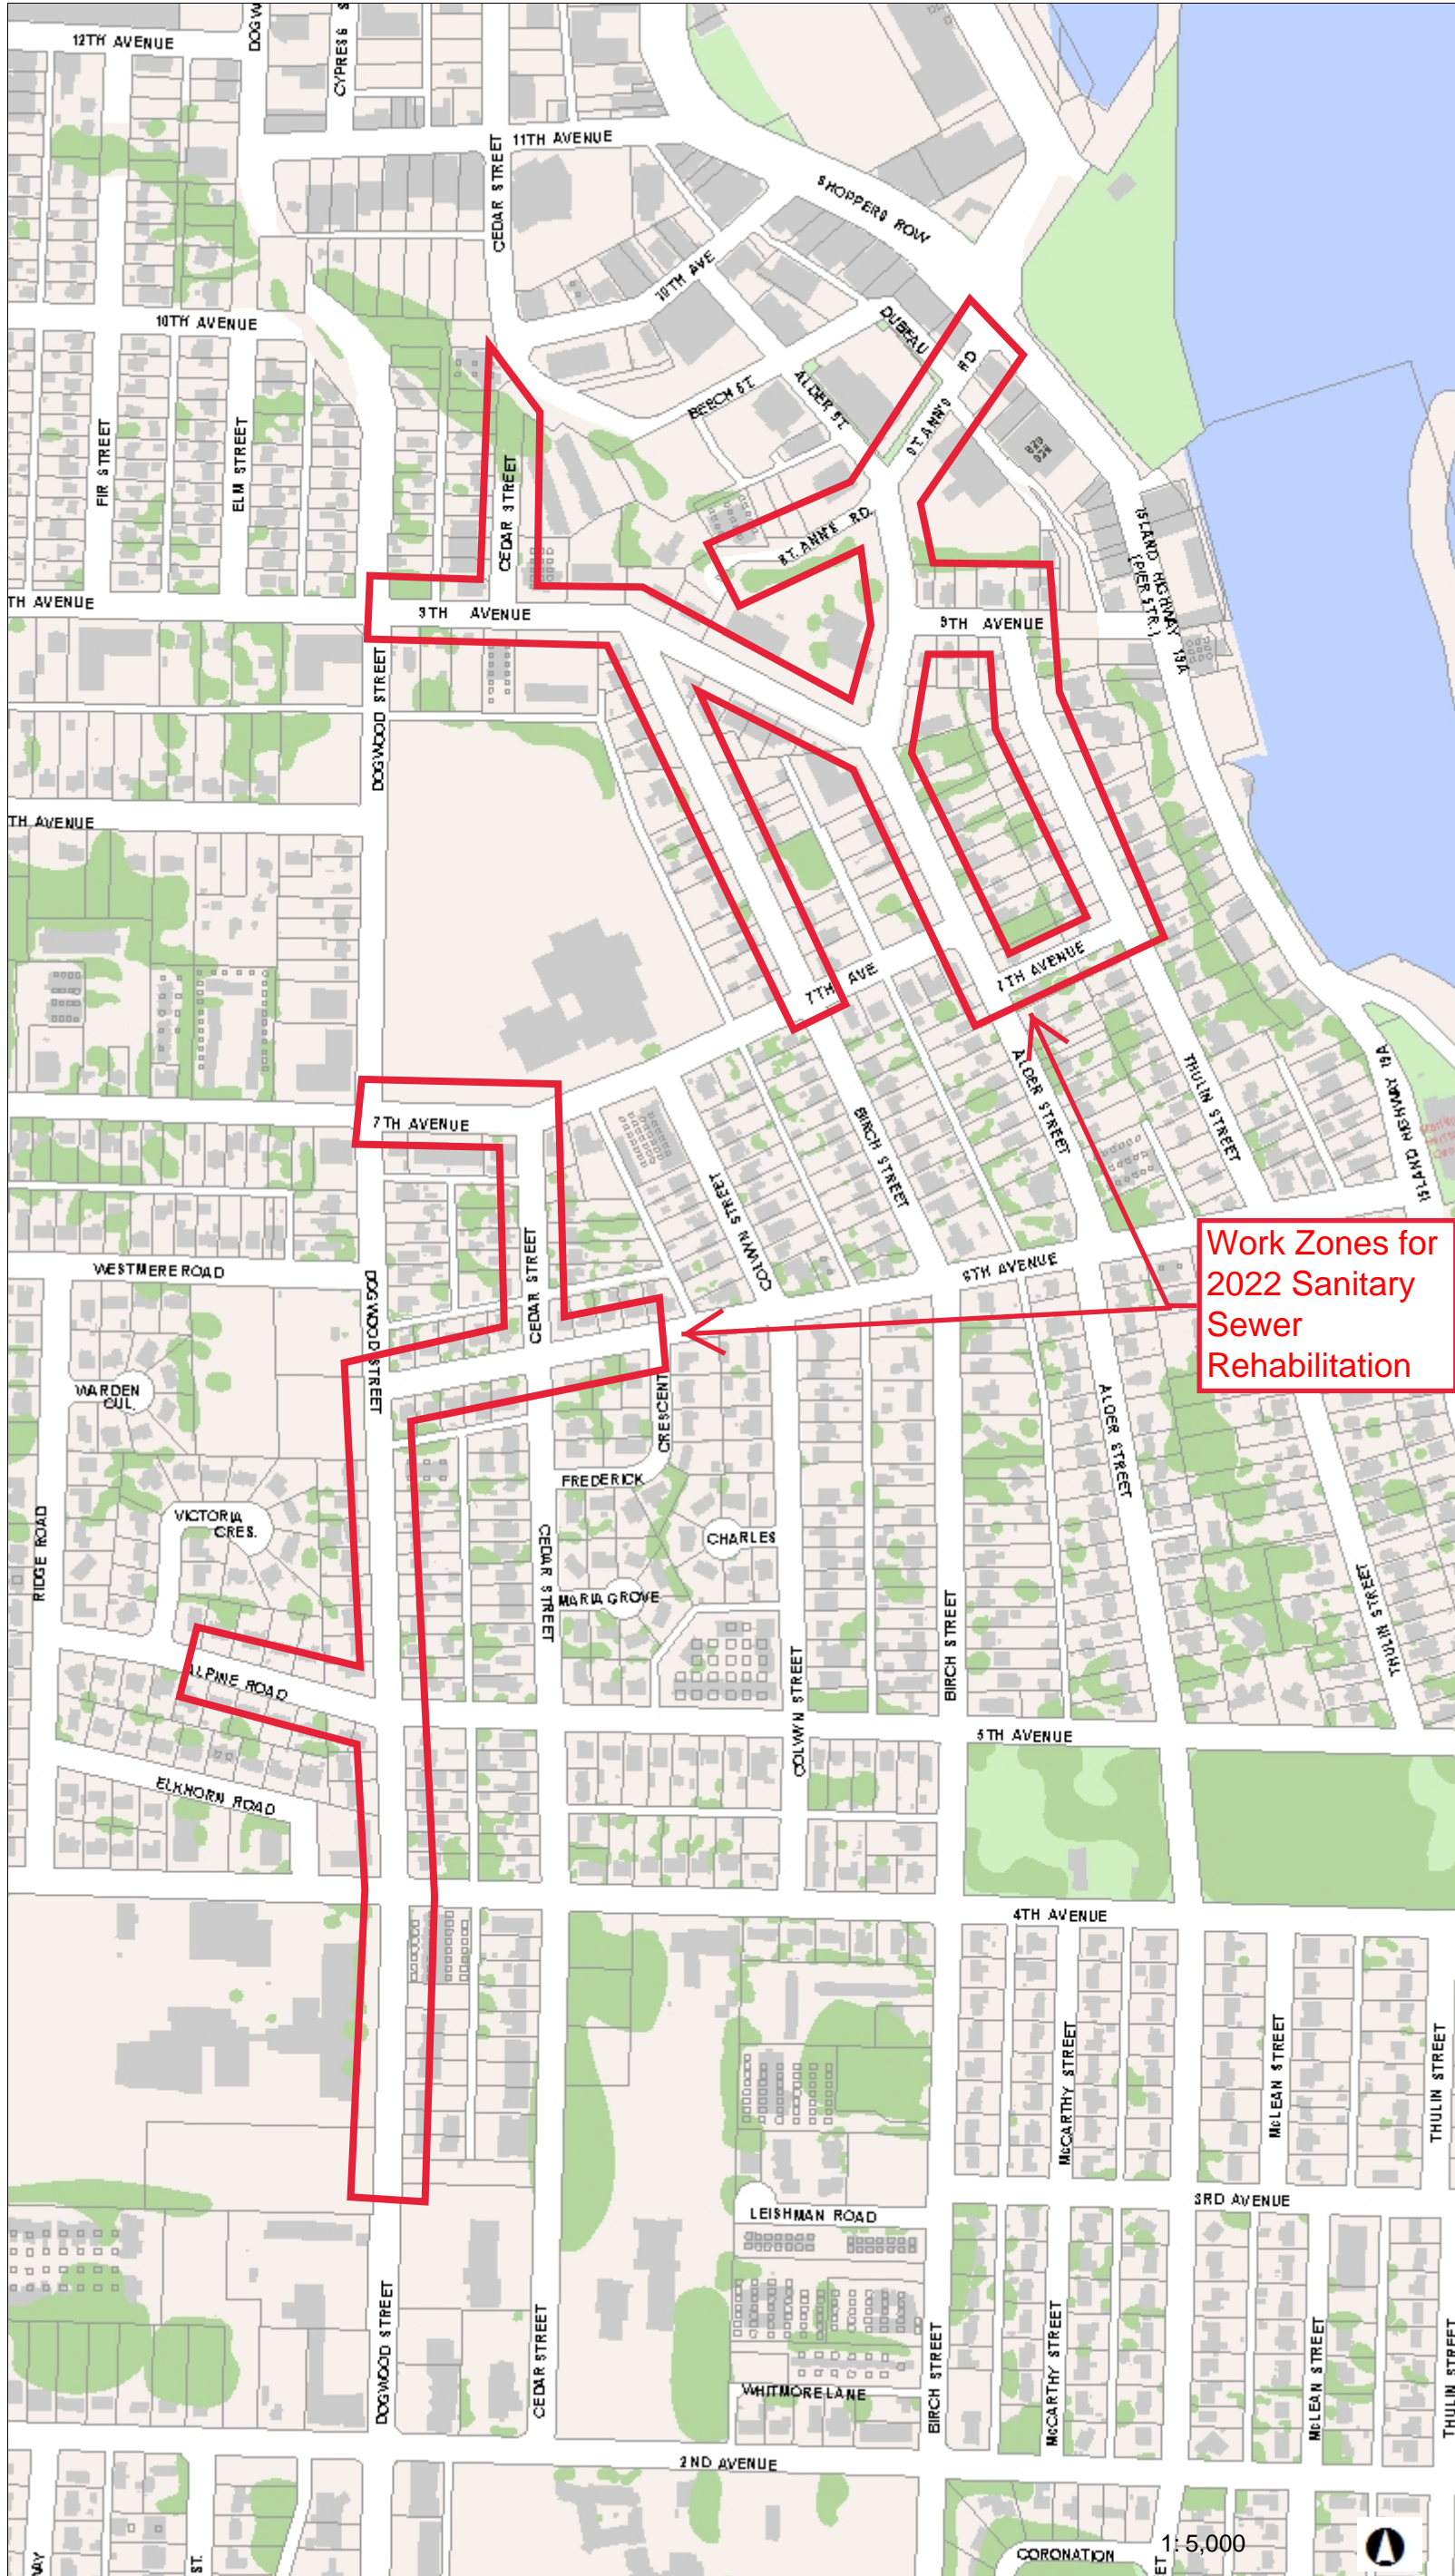 12TH AVENUE
DOGW
CYPRESS S
CEDAR STREET
11TH AVENUE
SHOPPERS ROW
10TH AVE
10TH AVENUE
DUBEAU
RD
ST. ANN'S
BEECH ST.
ALDER ST.
FIR STREET
ELM STREET
CEDAR STREET
ST. ANN'S RD.
ISLAND HIGHWAY 19A
(PIER STR.)
TH AVENUE
9TH AVENUE
9TH AVENUE
DOGWOOD STREET
TH AVENUE
7TH AVE
7TH AVENUE
ALDER STREET
THULIN STREET
ISLAND HIGHWAY 19A
7TH AVENUE
BIRCH STREET
COLWYN STREET
CEDAR STREET
WESTMERE ROAD
DOGWOOD STREET
6TH AVENUE
Work Zones for
2022 Sanitary
Sewer
Rehabilitation
WARDEN
CUL.
CRESCENT
ALDER STREET
FREDERICK
VICTORIA
CRES.
RIDGE ROAD
CEDAR STREET
CHARLES
MARIA GROVE
BIRCH STREET
THULIN STREET
ALPINE ROAD
COLWYN STREET
5TH AVENUE
ELKHORN ROAD
4TH AVENUE
McCARTHY STREET
McLEAN STREET
THULIN STREET
3RD AVENUE
LEISHMAN ROAD
DOGWOOD STREET
CEDAR STREET
BIRCH STREET
McCARTHY STREET
McLEAN STREET
THULIN STREET
WHITMORE LANE
2ND AVENUE
WAY
ST.
CORONATION
ET
1: 5,000